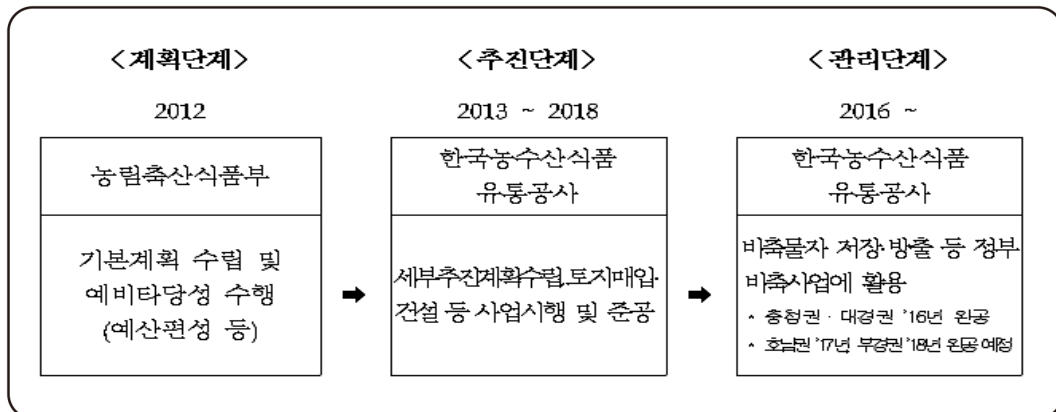 <계획단계>
2012
농림축산식품부
기본계획 수립 및
예비타당성 수행
(예산편성 등)
➡
<추진단계>
2013 ~ 2018
한국농수산식품
유통공사
세부추진계획수립, 토지매입·
건설 등 사업시행 및 준공
➡
<관리단계>
2016 ~
한국농수산식품
유통공사
비축물자 저장·방출 등 정부
비축사업에 활용
* 충청권 · 대경권 '16년 완공
* 호남권 '17년, 부경권 '18년 완공 예정